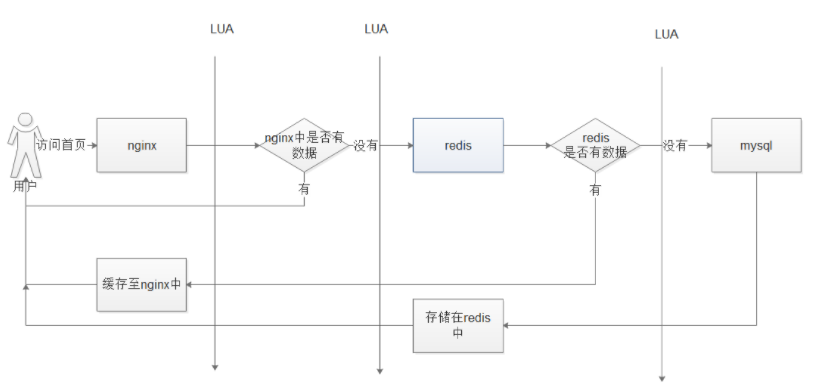 LUA
LUA
LUA
访问首页
nginx
nginx中是否有
数据
没有
redis
redis
是否有数据
没有
mysql
用户
有
有
缓存至nginx中
存储在redis
中